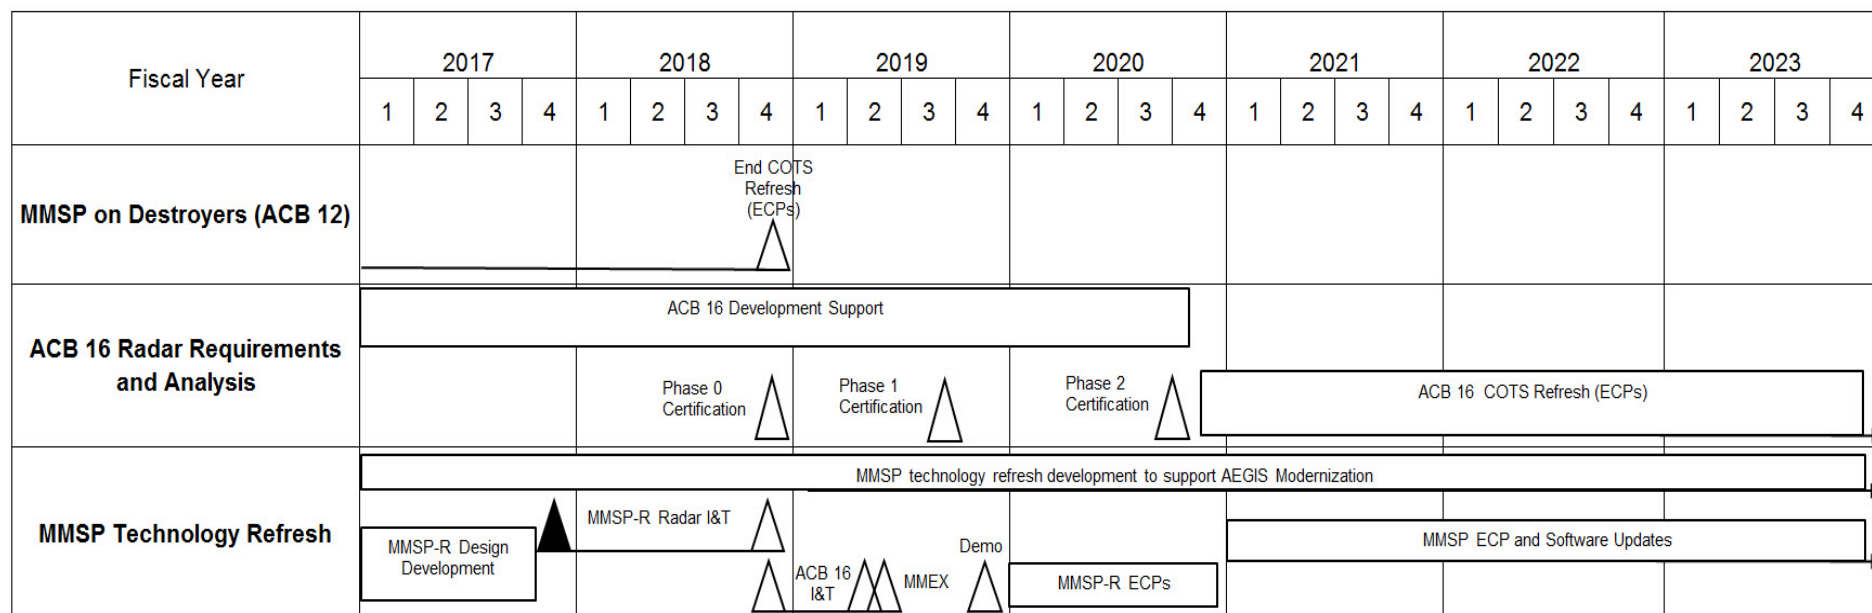 Fiscal Year
2017 2018 2019 2020 2021 2022 2023
1 2 3 4 1 2 3 4 1 2 3 4 1 2 3 4 1 2 3 4 1 2 3 4 1 2 3 4
MMSP on Destroyers (ACB 12)
End COTS
Refresh
(ECPs)
ACB 16 Radar Requirements
and Analysis
ACB 16 Development Support
Phase 0
Certification
Phase 1
Certification
Phase 2
Certification
ACB 16 COTS Refresh (ECPs)
MMSP Technology Refresh
MMSP technology refresh development to support AEGIS Modernization
MMSP-R Design
Development
MMSP-R Radar I&T
ACB 16
I&T
MMEX
Demo
MMSP-R ECPs
MMSP ECP and Software Updates